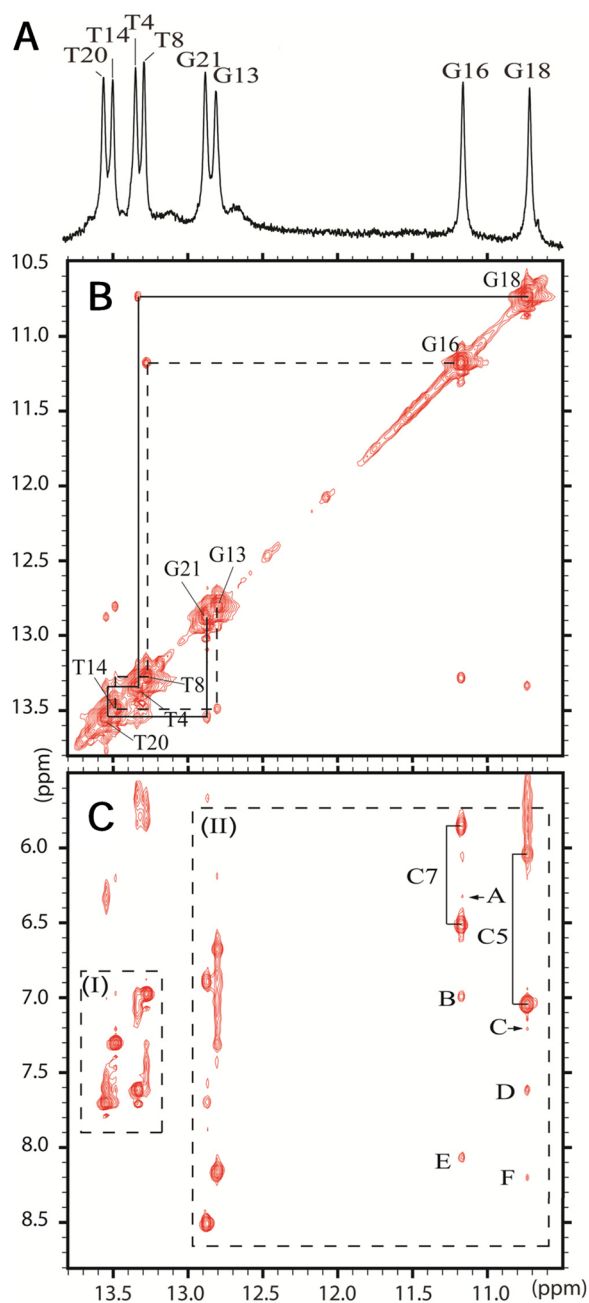 A
T20 T14 T4 T8 G21 G13 G16 G18
10.5
B
G18
11.0
G16
11.5
12.0
12.5
G13
G21
13.0
T14
T8
13.5
T4
T20
(ppm)
C
(II)
6.0
C7
A
6.5
C5
(I)
7.0
B
C
7.5
D
8.0
E
F
8.5
13.5 13.0 12.5 12.0 11.5 11.0 (ppm)